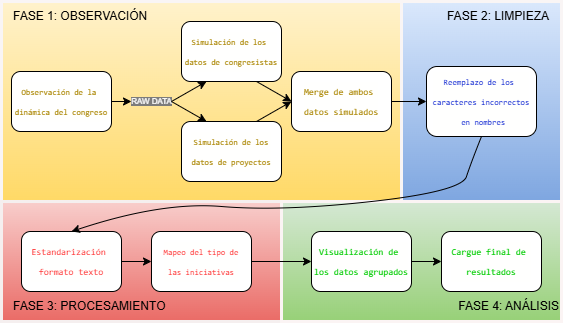 FASE 1: OBSERVACIÓN
Observación de la
dinámica del congreso
RAW DATA
Simulación de los
datos de congresistas
Simulación de los
datos de proyectos
Merge de ambos
datos simulados
FASE 2: LIMPIEZA
Reemplazo de los
caracteres incorrectos
en nombres
Estandarización
formato texto
Mapeo del tipo de
las iniciativas
FASE 3: PROCESAMIENTO
Visualización de
los datos agrupados
Cargue final de
resultados
FASE 4: ANÁLISIS